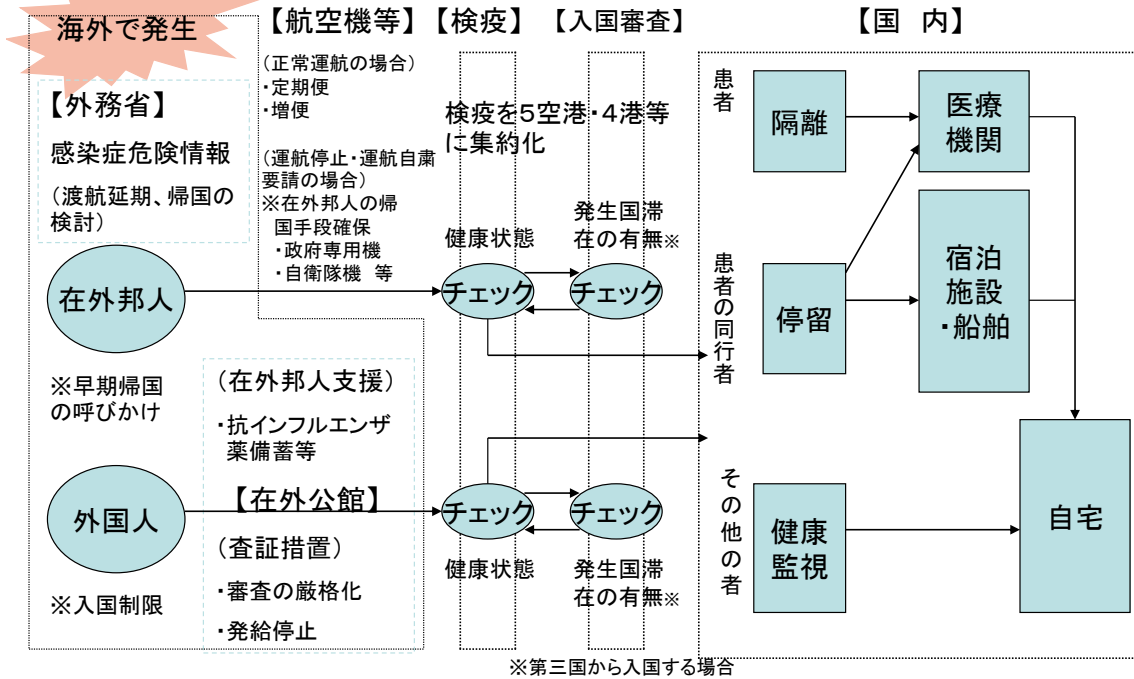 海外で発生
【外務省】
感染症危険情報
(渡航延期、帰国の
検討)
在外邦人
※早期帰国
の呼びかけ
外国人
※入国制限
(在外邦人支援)
・抗インフルエンザ
薬備蓄等
【在外公館】
(査証措置)
・審査の厳格化
・発給停止
【航空機等】
(正常運航の場合)
・定期便
・増便
(運航停止・運航自粛
要請の場合)
※在外邦人の帰
国手段確保
・政府専用機
・自衛隊機 等
【検疫】
【入国審査】
検疫を5空港・4港等
に集約化
健康状態
発生国滞
在の有無※
チェック
チェック
チェック
チェック
健康状態
発生国滞
在の有無※
※第三国から入国する場合
【国 内】
患者
隔離
医療
機関
患者の同行者
停留
宿泊
施設
・船舶
その他の者
健康
監視
自宅